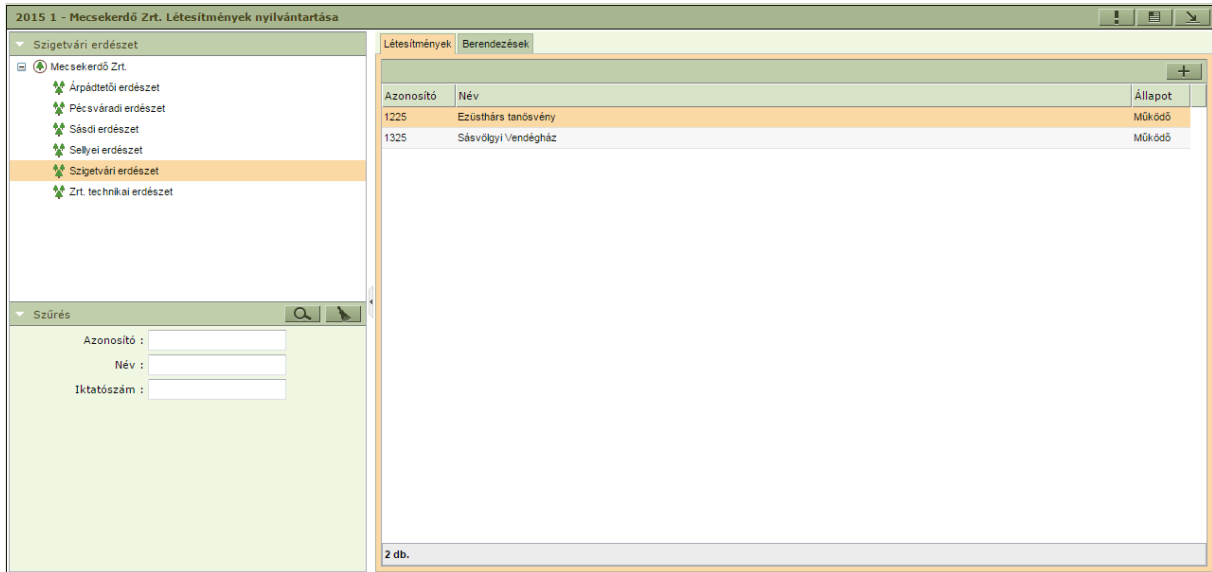 2015 1 - Mecsekerdő Zrt. Létesítmények nyilvántartása
Szigetvári erdészet
Mecsekerdő Zrt.
Árpádtetői erdészet
Pécsváradi erdészet
Sásdi erdészet
Sellyei erdészet
Szigetvári erdészet
Zrt. technikai erdészet
Szűrés
Azonosító :
Név :
Iktatószám :
Létesítmények Berendezések
Azonosító Név Állapot
1225 Ezüsthárs tanösvény Működő
1325 Sásvölgyi Vendégház Működő
2 db.